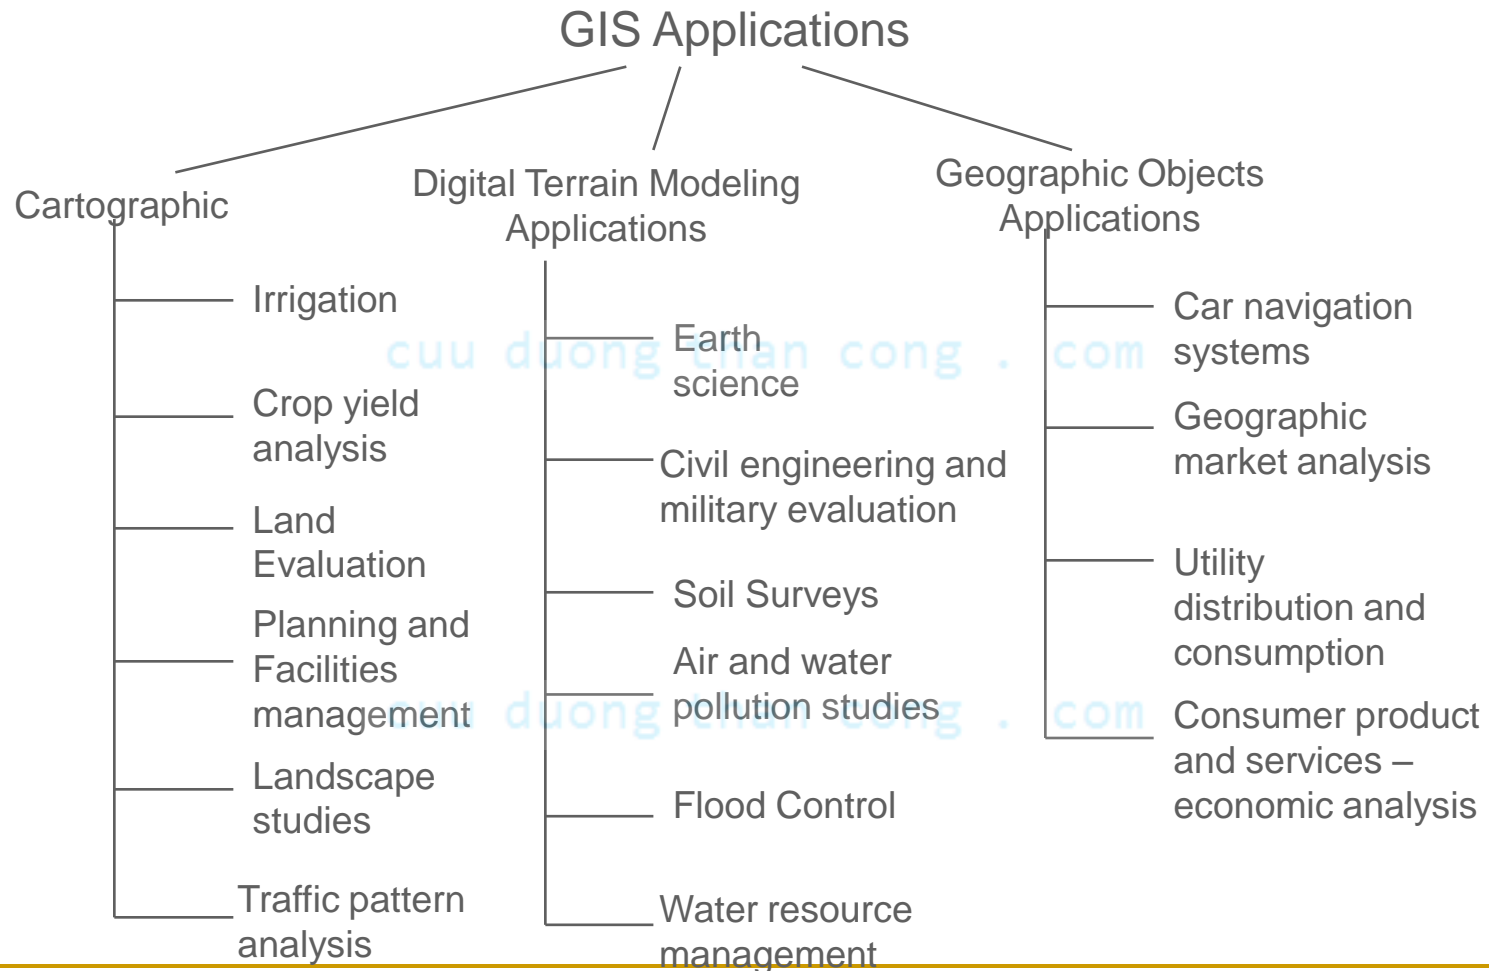 GIS Applications
Cartographic
Irrigation
Crop yield
analysis
Land
Evaluation
Planning and
Facilities
management
Landscape
studies
Traffic pattern
analysis
Digital Terrain Modeling
Applications
Earth
science
Civil engineering and
military evaluation
Soil Surveys
Air and water
pollution studies
Flood Control
Water resource
management
Geographic Objects
Applications
Car navigation
systems
Geographic
market analysis
Utility
distribution and
consumption
Consumer product
and services –
economic analysis
cuu duong than cong . com
cuu duong than cong . com